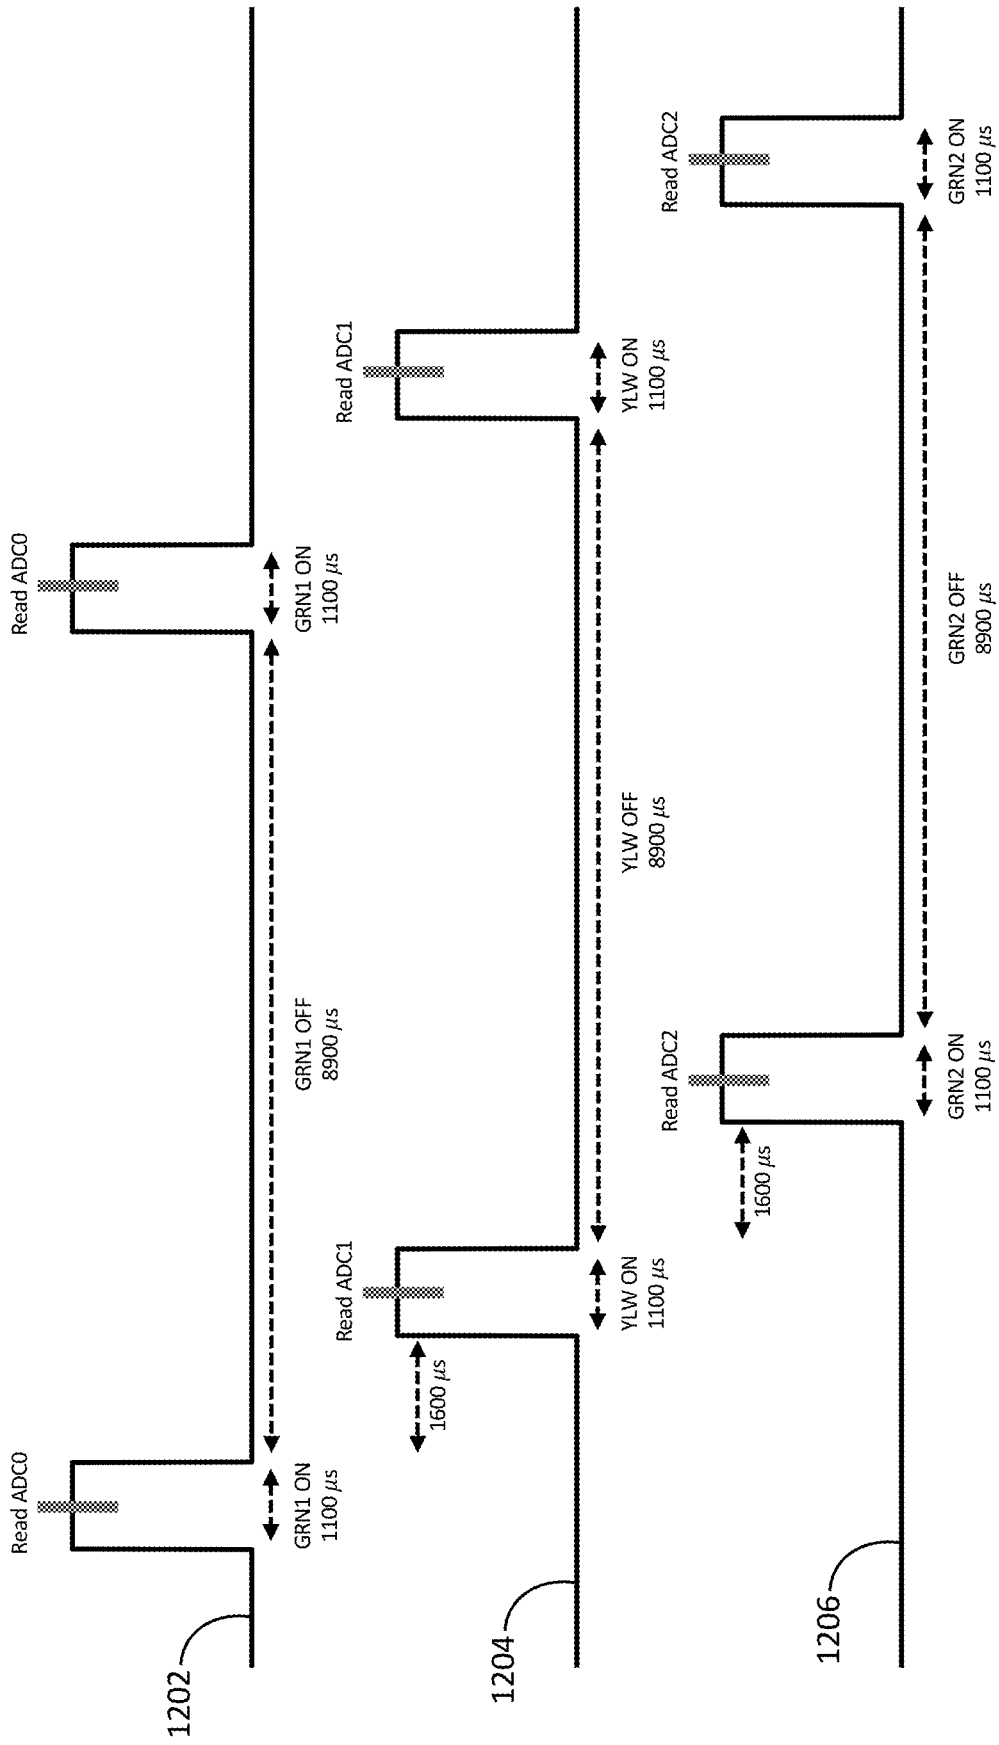 Read ADC0
Read ADC0
GRN1 ON
1100 µs
GRN1 OFF
8900 µs
GRN1 ON
1100 µs
1202
Read ADC1
Read ADC1
1600 µs
YLW ON
1100 µs
YLW OFF
8900 µs
YLW ON
1100 µs
1204
Read ADC2
Read ADC2
1600 µs
GRN2 ON
1100 µs
GRN2 OFF
8900 µs
GRN2 ON
1100 µs
1206